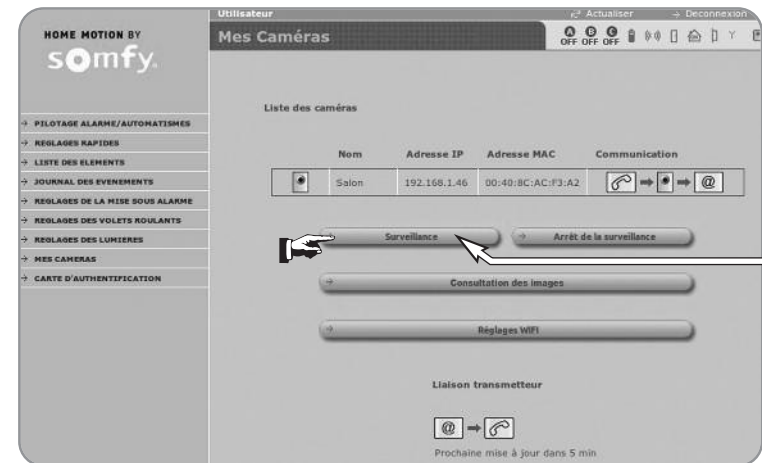 Utilisateur
Actualiser
Deconnexion
HOME MOTION BY
somfy.
Mes Caméras
A B C
OFF OFF OFF
Liste des caméras
PILOTAGE ALARME/AUTOMATISMES
REGLAGES RAPIDES
LISTE DES ELEMENTS
JOURNAL DES EVENEMENTS
REGLAGES DE LA MISE SOUS ALARME
REGLAGES DES VOLETS ROULANTS
REGLAGES DES LUMIERES
MES CAMERAS
CARTE D'AUTHENTIFICATION
Nom Adresse IP Adresse MAC Communication
Salon 192.168.1.46 00:40:8C:AC:F3:A2 @
Surveillance
Arrêt de la surveillance
Consultation des images
Réglages WIFI
Liaison transmetteur
@
Prochaine mise à jour dans 5 min